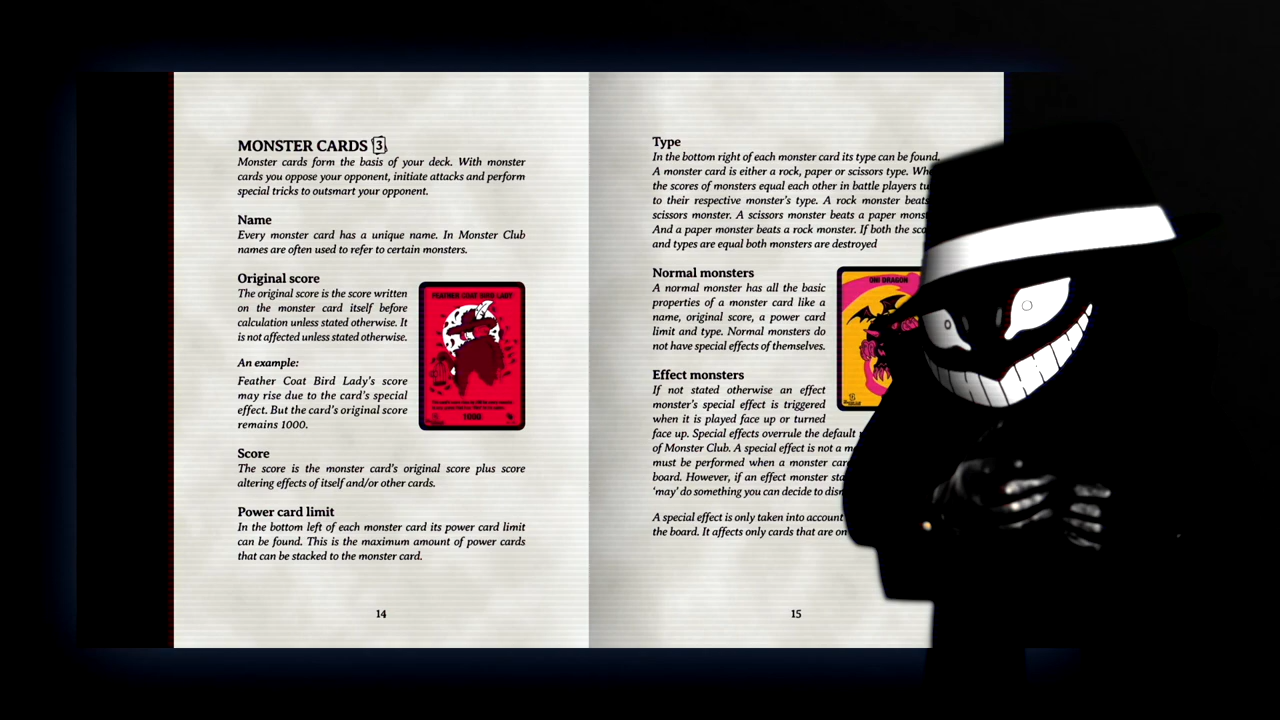 MONSTER CARDS 3
Monster cards form the basis of your deck. With monster
cards you oppose your opponent, initiate attacks and perform
special tricks to outsmart your opponent.
Name
Every monster card has a unique name. In Monster Club
names are often used to refer to certain monsters.
Original score
The original score is the score written
on the monster card itself before
calculation unless stated otherwise. It
is not affected unless stated otherwise.
An example:
Feather Coat Bird Lady's score
may rise due to the card's special
effect. But the card's original score
remains 1000.
FEATHER COAT BIRD LADY
1000
Score
The score is the monster card's original score plus score
altering effects of itself and/or other cards.
Power card limit
In the bottom left of each monster card its power card limit
can be found. This is the maximum amount of power cards
that can be stacked to the monster card.
14
Type
In the bottom right of each monster card its type can be found.
A monster card is either a rock, paper or scissors type.
the scores of monsters equal each other in battle players
to their respective monster's type. A rock monster beats
scissors monster. A scissors monster beats a paper
And a paper monster beats a rock monster. If both the
and types are equal both monsters are destroyed
Normal monsters
A normal monster has all the basic
properties of a monster card like a
name, original score, a power card
limit and type. Normal monsters do
not have special effects of themselves.
ONI DRAGON
Effect monsters
If not stated otherwise an effect
monster's special effect is triggered
when it is played face up or turned
face up. Special effects overrule the default
of Monster Club. A special effect is not a
must be performed when a monster
board. However, if an effect monster
'may' do something you can decide to
A special effect is only taken into account
the board. It affects only cards that are on
15